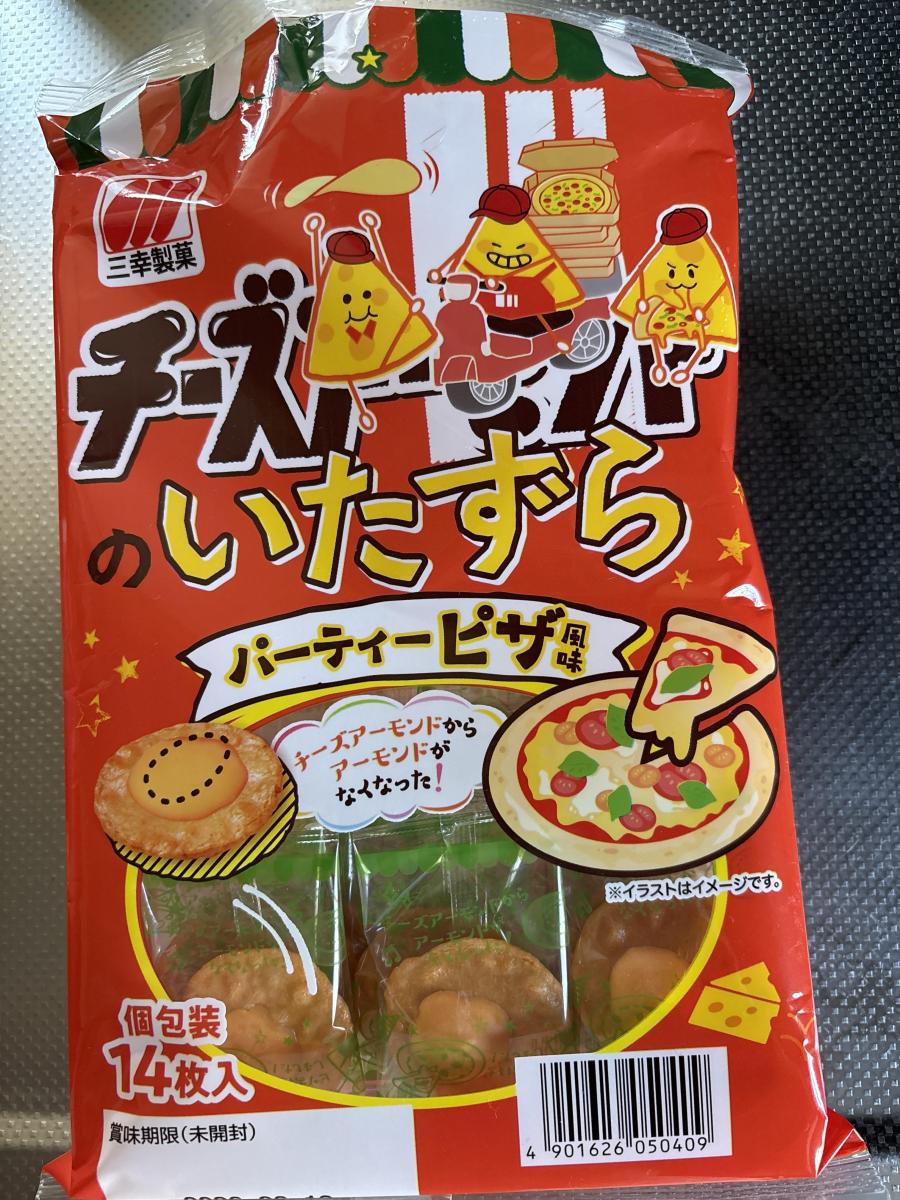 三幸製菓
チーズ
のいたずら
パーティーピザ風味
チーズアーモンドから
アーモンドが
なくなった!
※イラストはイメージです。
個包装
14枚入
賞味期限(未開封)
4 901626 050409